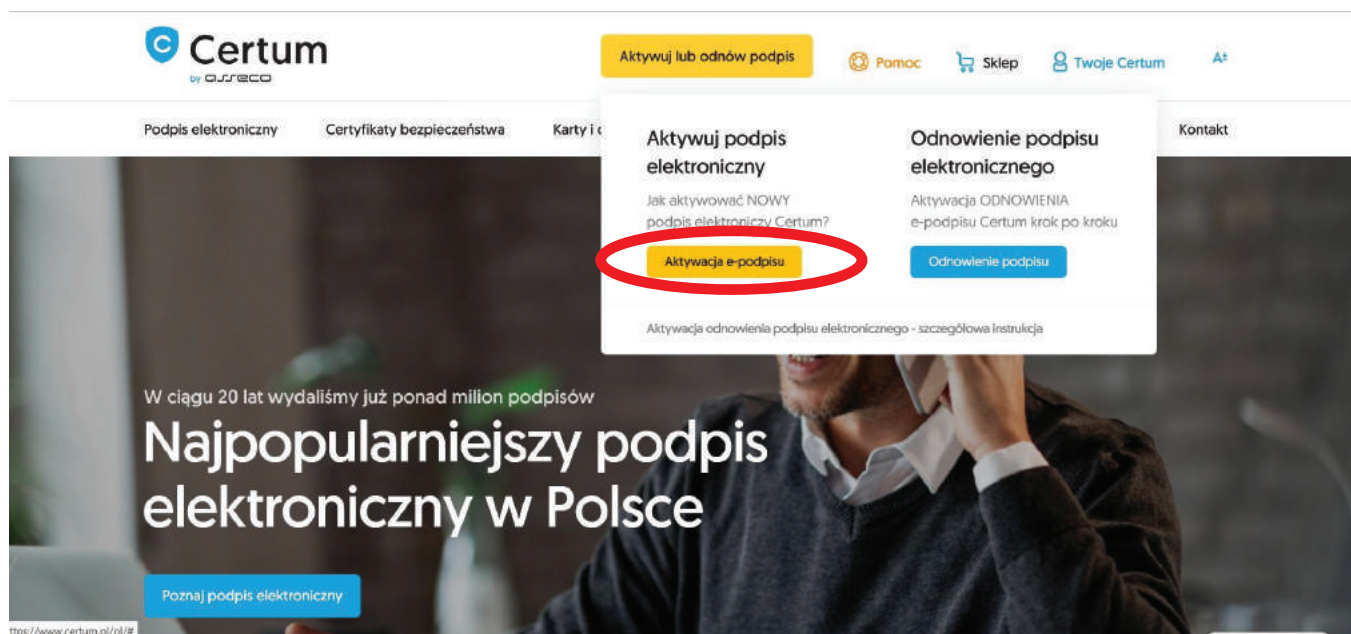 Certum
by asseco
Aktywuj lub odnów podpis
Pomoc
Sklep
Twoje Certum
A±
Podpis elektroniczny
Certyfikaty bezpieczeństwa
Karty i
Kontakt
Aktywuj podpis
elektroniczny
Jak aktywować NOWY
podpis elektroniczy Certum?
Aktywacja e-podpisu
Odnowienie podpisu
elektronicznego
Aktywacja ODNOWIENIA
e-podpisu Certum krok po kroku
Odnowienie podpisu
Aktywacja odnowienia podpisu elektronicznego - szczegółowa instrukcja
W ciągu 20 lat wydaliśmy już ponad milion podpisów
Najpopularniejszy podpis
elektroniczny w Polsce
Poznaj podpis elektroniczny
ttps://www.certum.pl/pl/#